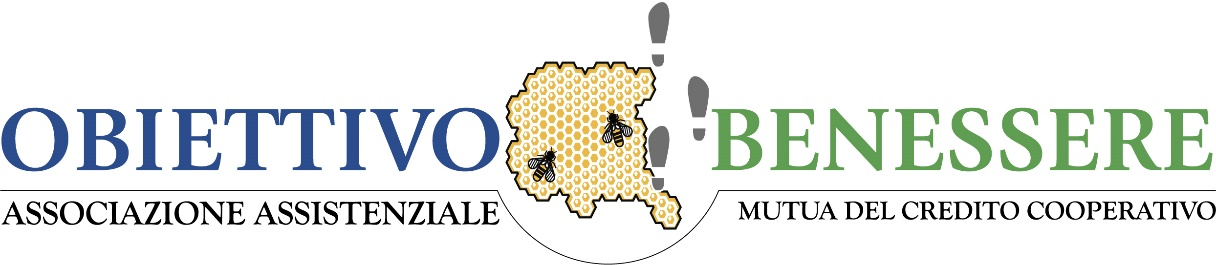 OBIETTIVO BENESSERE
ASSOCIAZIONE ASSISTENZIALE MUTUA DEL CREDITO COOPERATIVO